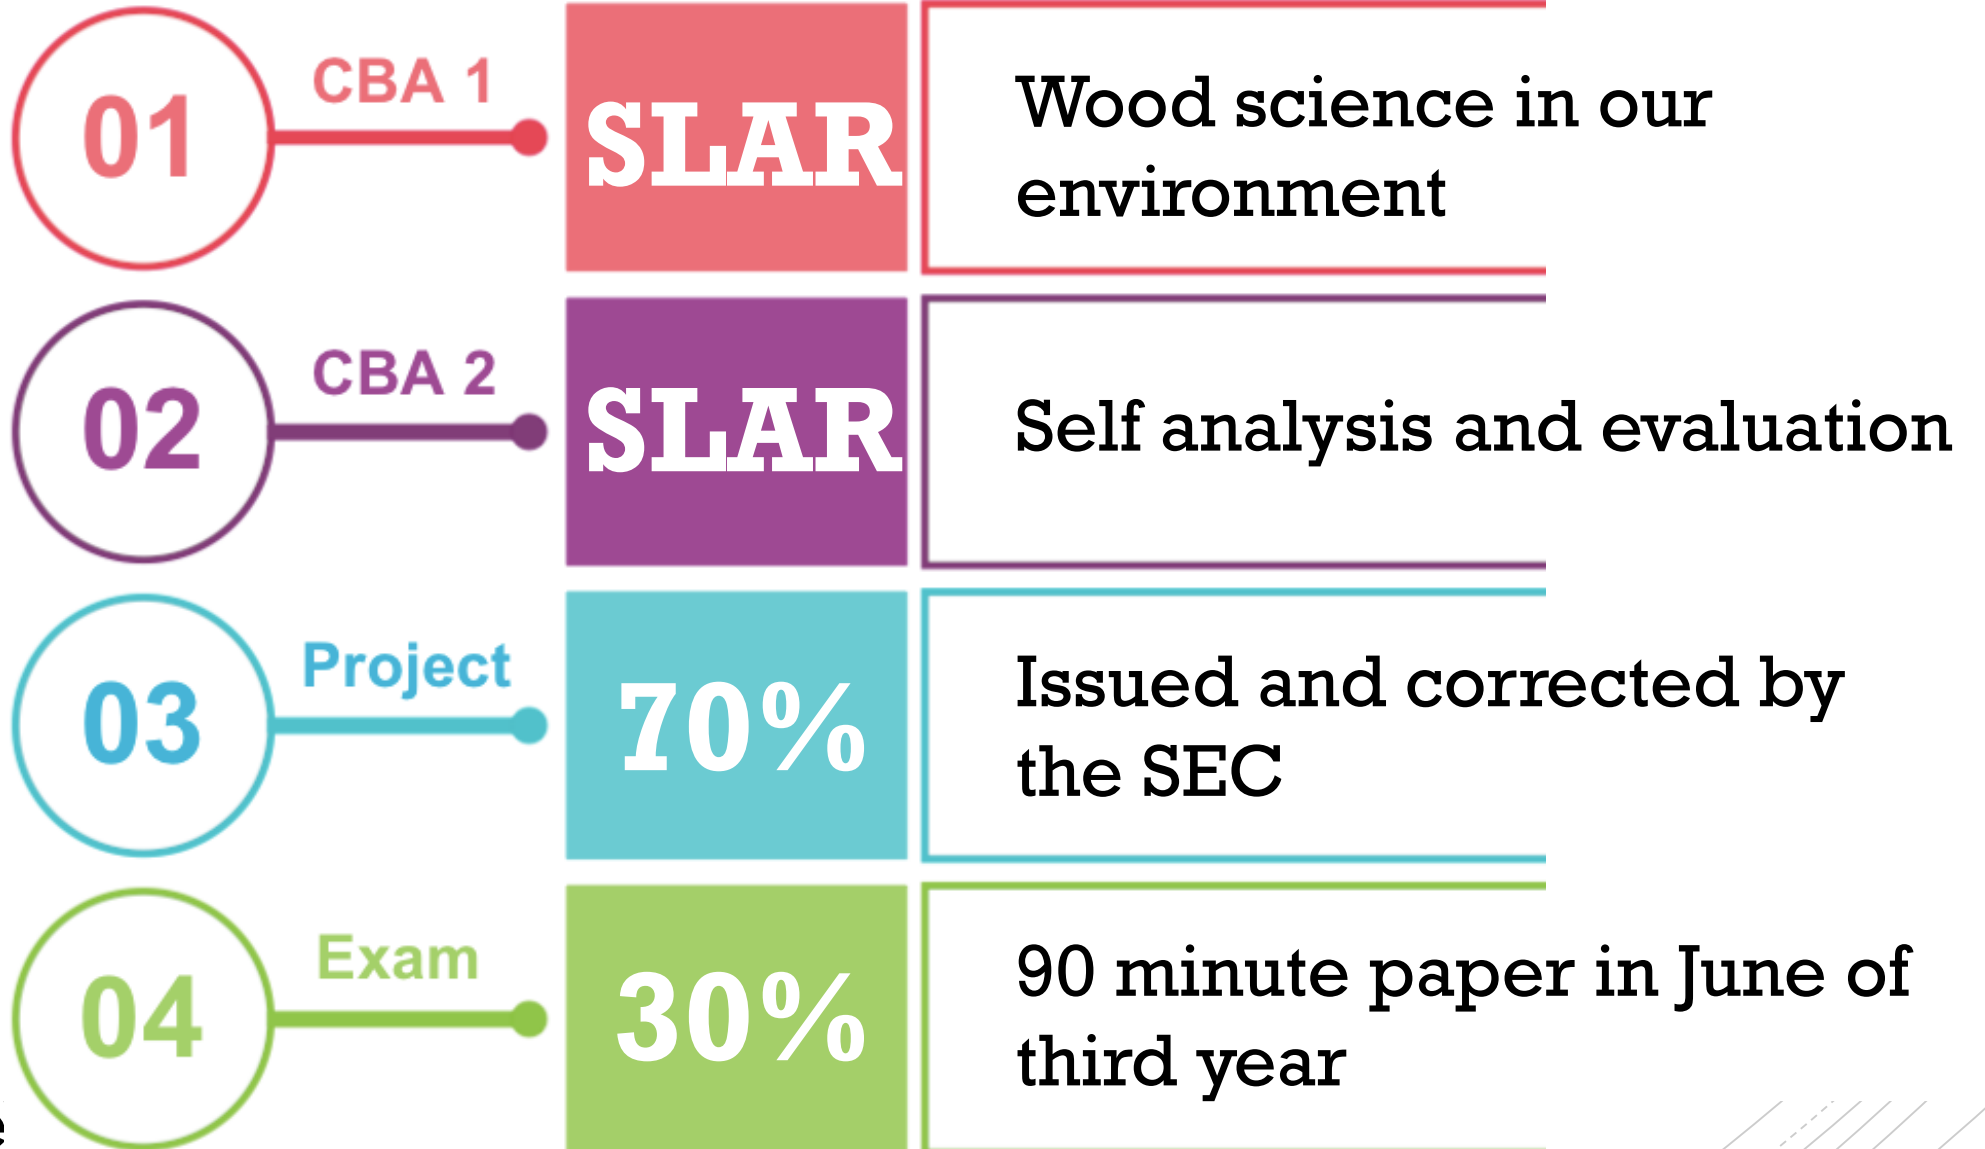 01
CBA 1
SLAR
Wood science in our
environment
02
CBA 2
SLAR
Self analysis and evaluation
03
Project
70%
Issued and corrected by
the SEC
04
Exam
30%
90 minute paper in June of
third year